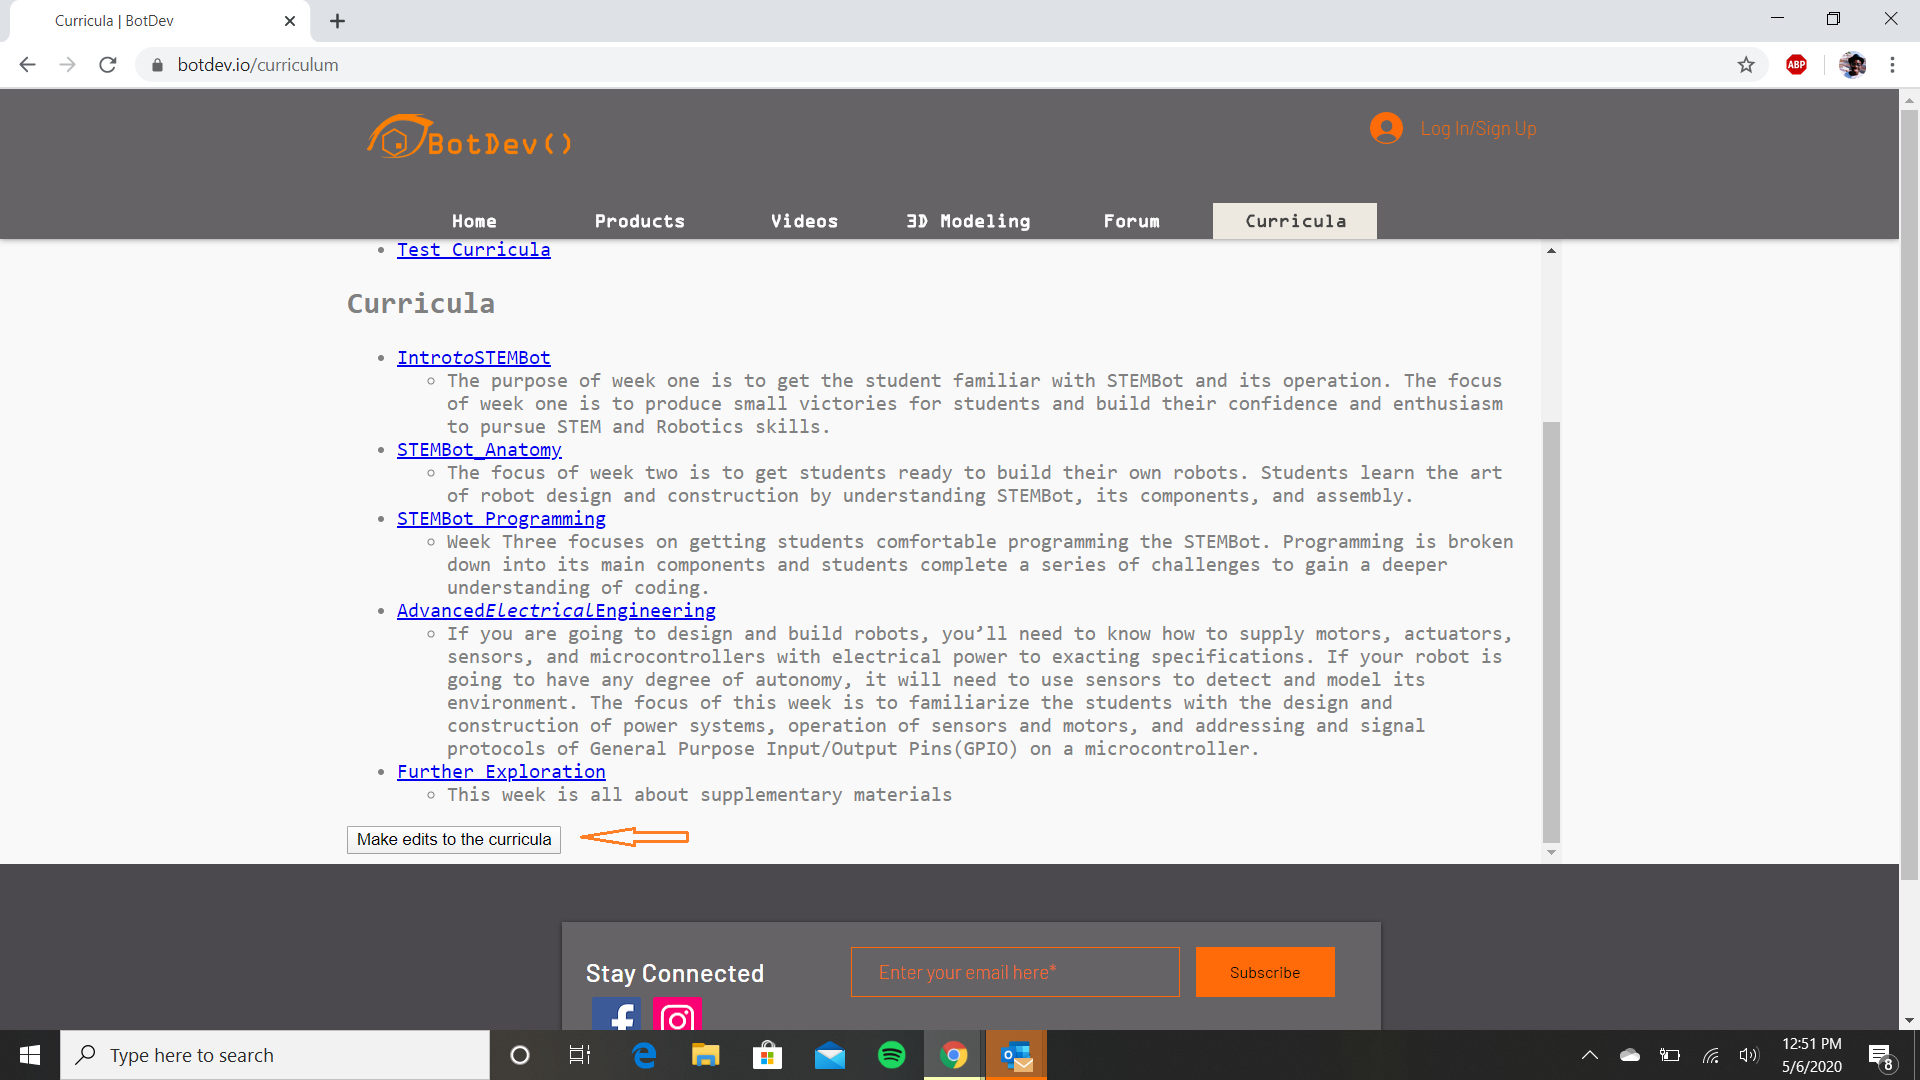 Curricula | BotDev
botdev.io/curriculum
ABP
BotDev()
Log In/Sign Up
Home Products Videos 3D Modeling Forum Curricula
Test Curricula
Curricula
IntrotoSTEMBot
The purpose of week one is to get the student familiar with STEMBot and its operation. The focus
of week one is to produce small victories for students and build their confidence and enthusiasm
to pursue STEM and Robotics skills.
STEMBot_Anatomy
The focus of week two is to get students ready to build their own robots. Students learn the art
of robot design and construction by understanding STEMBot, its components, and assembly.
STEMBot_Programming
Week Three focuses on getting students comfortable programming the STEMBot. Programming is broken
down into its main components and students complete a series of challenges to gain a deeper
understanding of coding.
AdvancedElectricalEngineering
If you are going to design and build robots, you’ll need to know how to supply motors, actuators,
sensors, and microcontrollers with electrical power to exacting specifications. If your robot is
going to have any degree of autonomy, it will need to use sensors to detect and model its
environment. The focus of this week is to familiarize the students with the design and
construction of power systems, operation of sensors and motors, and addressing and signal
protocols of General Purpose Input/Output Pins(GPIO) on a microcontroller.
Further Exploration
This week is all about supplementary materials
Make edits to the curricula
Stay Connected
Enter your email here*
Subscribe
Type here to search
12:51 PM
5/6/2020
8